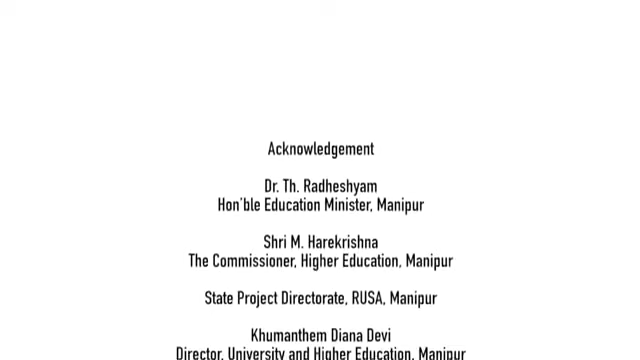 Acknowledgement
Dr. Th. Radheshyam
Hon'ble Education Minister, Manipur
Shri M. Harekrishna
The Commissioner, Higher Education, Manipur
State Project Directorate, RUSA, Manipur
Khumanthem Diana Devi
Director, University and Higher Education, Manipur